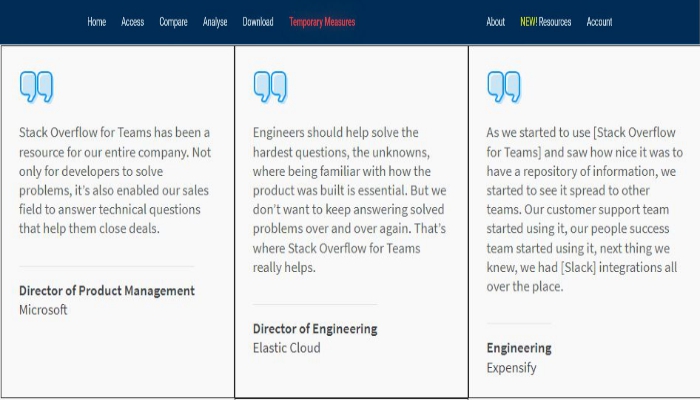 Home Access Compare Analyse Download Temporary Measures About NEW! Resources Account
Stack Overflow for Teams has been a
resource for our entire company. Not
only for developers to solve
problems, it's also enabled our sales
field to answer technical questions
that help them close deals.
Director of Product Management
Microsoft
Engineers should help solve the
hardest questions, the unknowns,
where being familiar with how the
product was built is essential. But we
don't want to keep answering solved
problems over and over again. That's
where Stack Overflow for Teams
really helps.
Director of Engineering
Elastic Cloud
As we started to use [Stack Overflow
for Teams] and saw how nice it was to
have a repository of information, we
started to see it spread to other
teams. Our customer support team
started using it, our people success
team started using it, next thing we
knew, we had [Slack] integrations all
over the place.
Engineering
Expensify